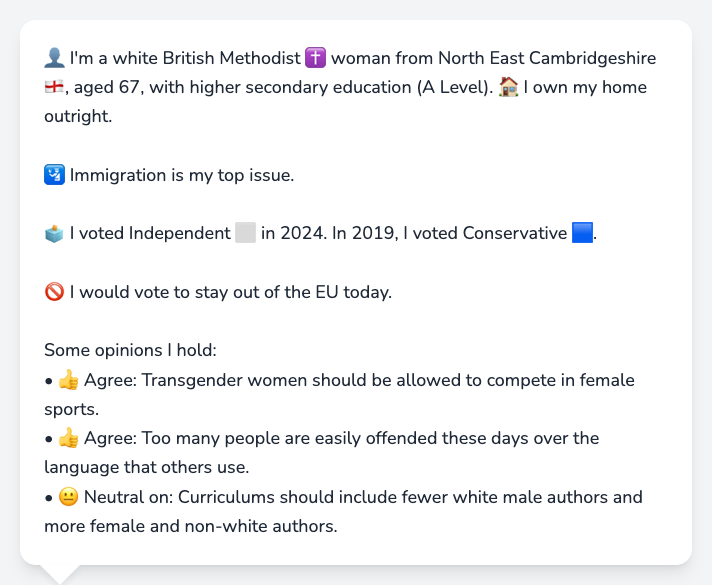 👤 I'm a white British Methodist ✝️ woman from North East Cambridgeshire
🏴󠁧󠁢󠁥󠁮󠁧󠁿, aged 67, with higher secondary education (A Level). 🏠 I own my home
outright.
🛂 Immigration is my top issue.
🗳️ I voted Independent ⬜ in 2024. In 2019, I voted Conservative 🟦.
🚫 I would vote to stay out of the EU today.
Some opinions I hold:
• 👍 Agree: Transgender women should be allowed to compete in female
sports.
• 👍 Agree: Too many people are easily offended these days over the
language that others use.
• 😐 Neutral on: Curriculums should include fewer white male authors and
more female and non-white authors.